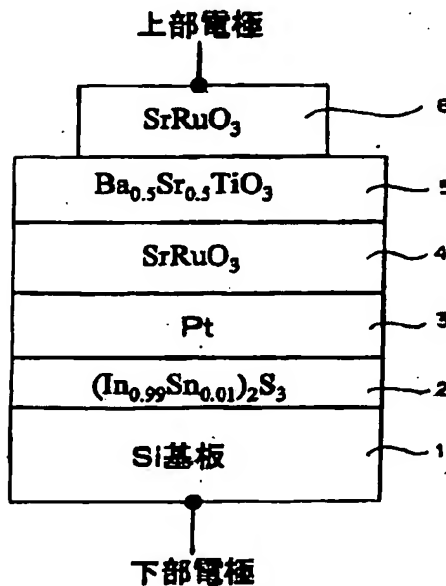 上部電極
SrRuO₃ 6
Ba₀.₅Sr₀.₅TiO₃ 5
SrRuO₃ 4
Pt 3
(In₀.₉₉Sn₀.₀₁)₂S₃ 2
Si基板 1
下部電極